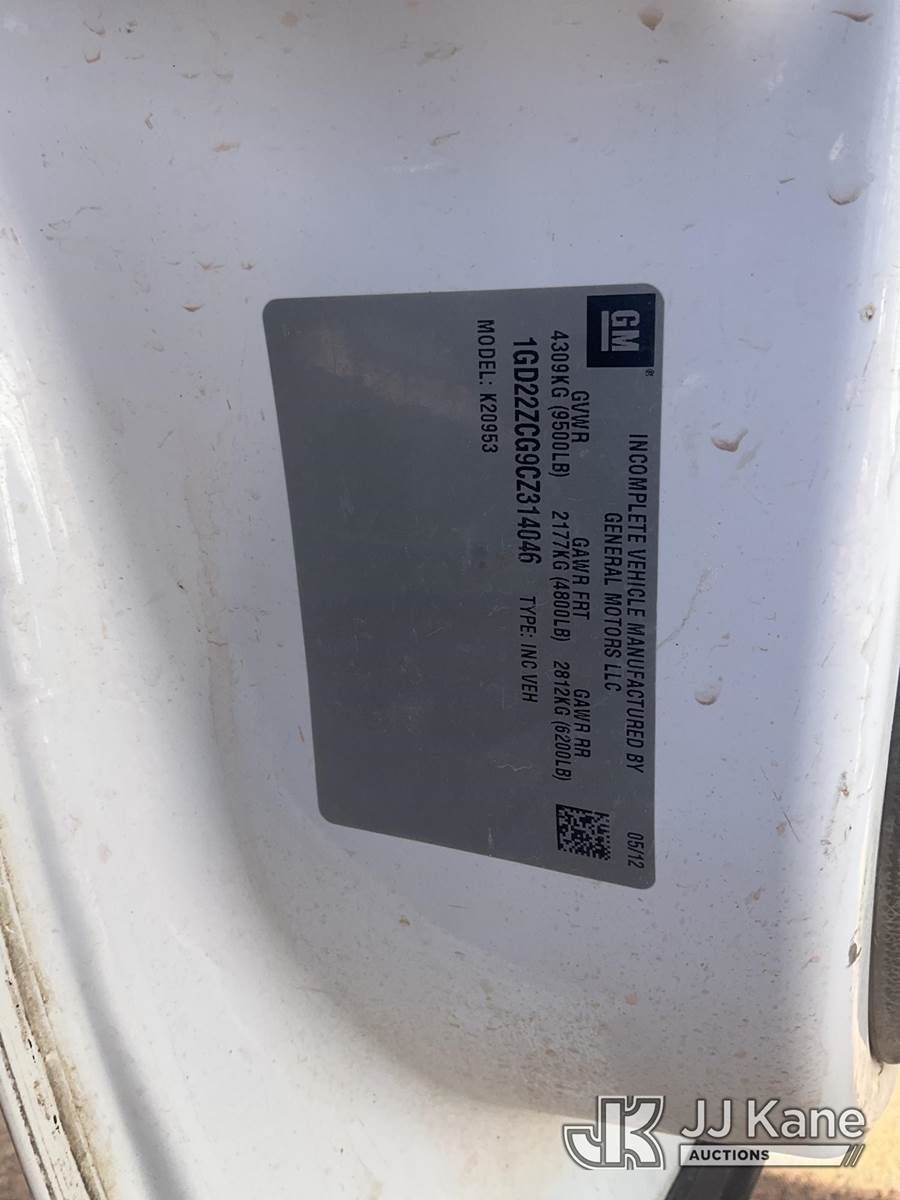 GM®
INCOMPLETE VEHICLE MANUFACTURED BY 05/12
GENERAL MOTORS LLC
GVWR GAWR FRT GAWR RR
4309KG (9500LB) 2177KG (4800LB) 2812KG (6200LB)
1GD22ZCG9CZ314046 TYPE: INC VEH
MODEL: K20953
JK JJ Kane
AUCTIONS